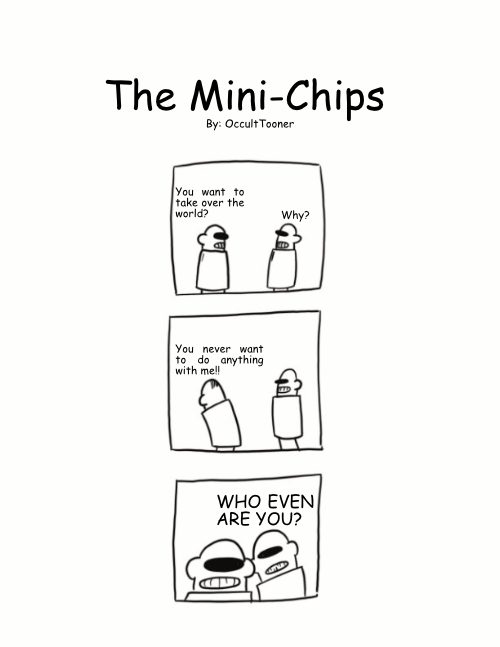 The Mini-Chips
By: OccultTooner
You want to
take over the
world?
Why?
You never want
to do anything
with me!!
WHO EVEN
ARE YOU?